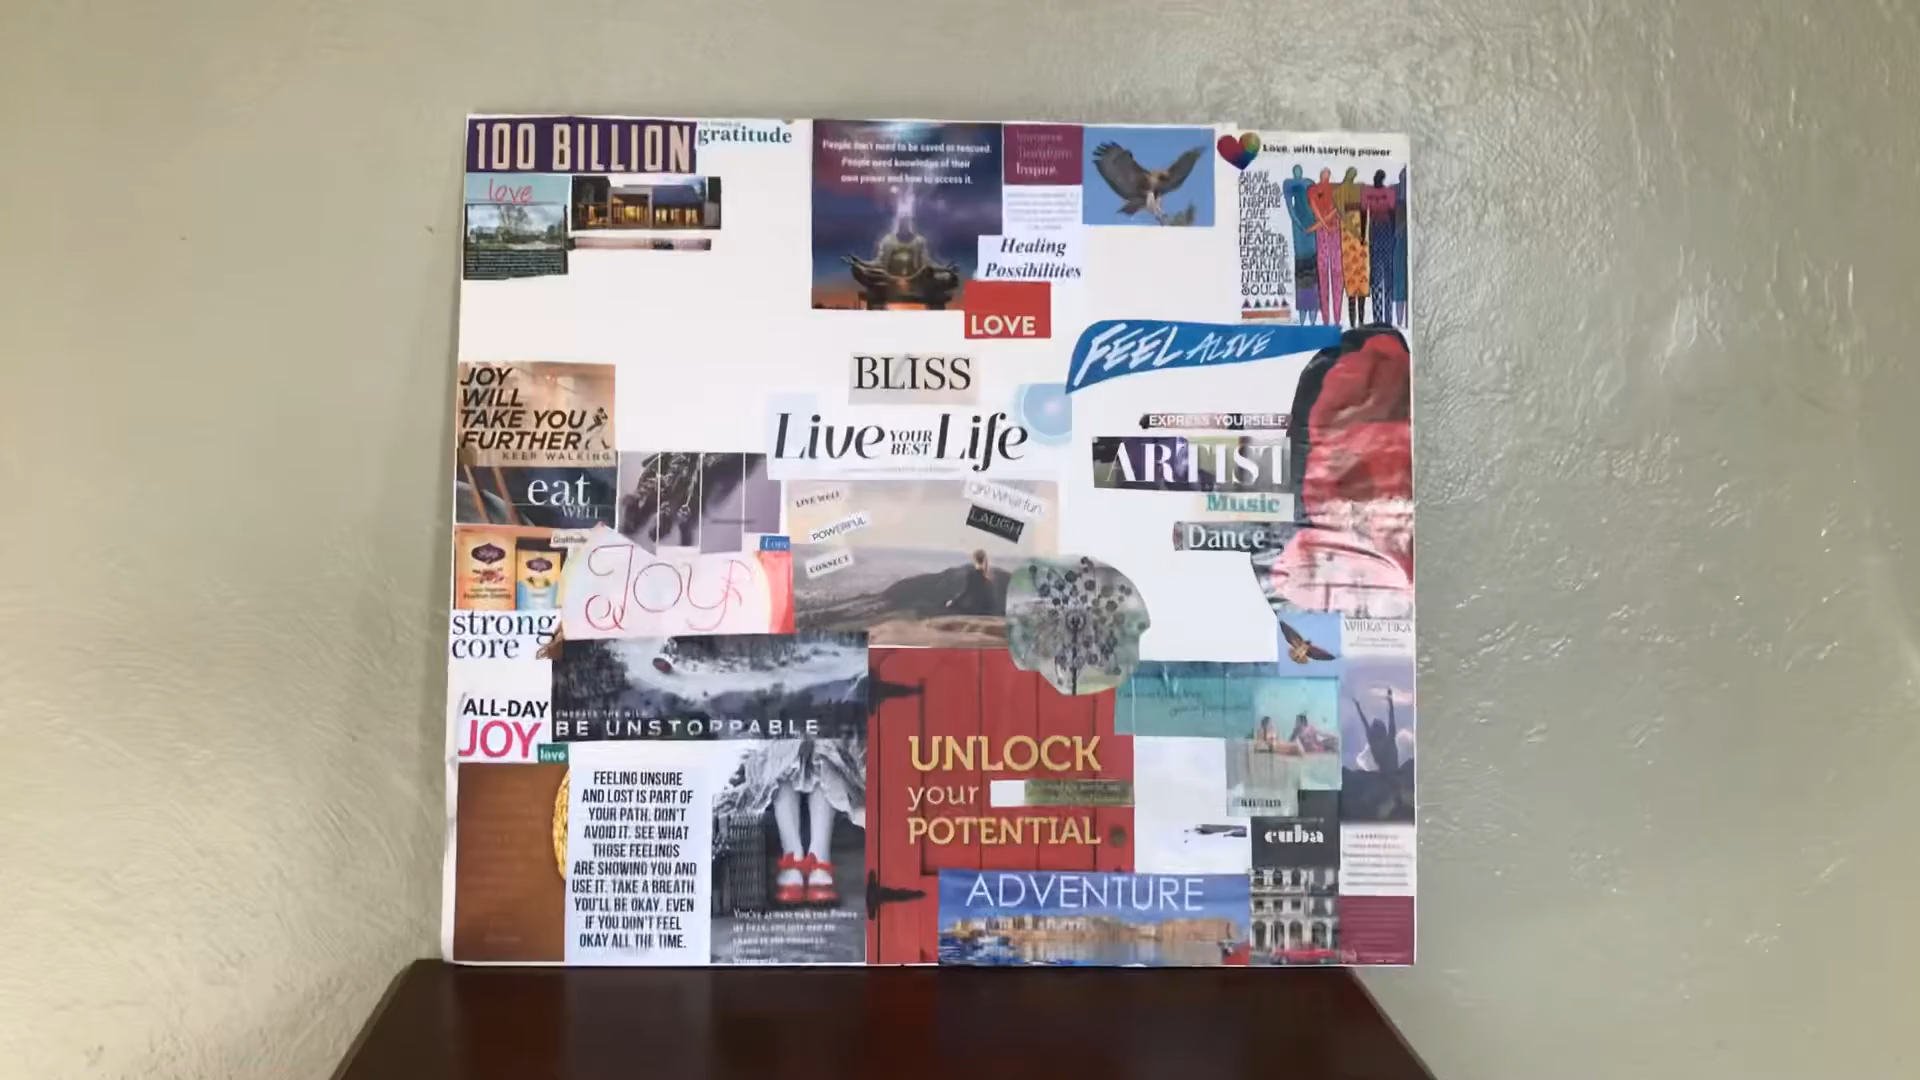 100 BILLION
gratitude
love
People don't need to be saved or rescued.
People need knowledge of their
own power and how to access it.
Inspire.
Healing
Possibilities
LOVE
Love, with staying power
SHARE
DREAMS,
INSPIRE
LOVE,
HEAL
HEARTS,
EMBRACE
SPIRITS,
NURTURE
SOULS...
FEEL ALIVE
BLISS
Live YOUR BEST Life
JOY
WILL
TAKE YOU
FURTHER
KEEP WALKING.
eat
WELL
EXPRESS YOURSELF.
ARTIST
Music
Dance
LIVE WELL
POWERFUL
CONNECT
Oh! What fun.
LAUGH
Gratitude
Love
JOY
strong
core
ALL-DAY
JOY
love
BE UNSTOPPABLE
FEELING UNSURE
AND LOST IS PART OF
YOUR PATH. DON'T
AVOID IT. SEE WHAT
THOSE FEELINGS
ARE SHOWING YOU AND
USE IT. TAKE A BREATH.
YOU'LL BE OKAY. EVEN
IF YOU DON'T FEEL
OKAY ALL THE TIME.
UNLOCK
your
POTENTIAL
ADVENTURE
cuba